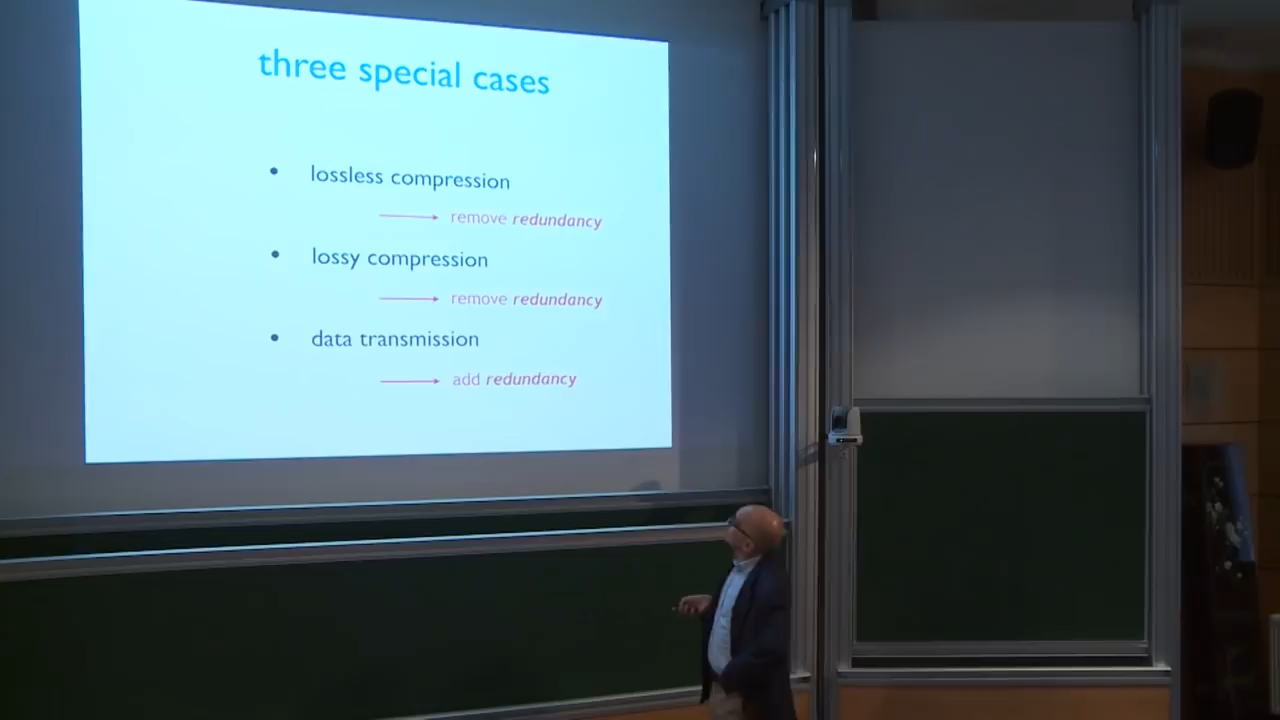 three special cases
• lossless compression
remove redundancy
• lossy compression
remove redundancy
• data transmission
add redundancy